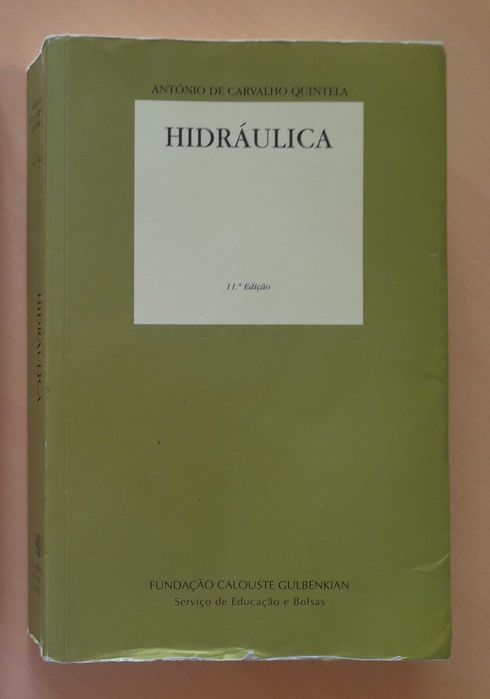 ANTÓNIO DE CARVALHO QUINTELA
HIDRÁULICA
11.ª Edição
FUNDAÇÃO CALOUSTE GULBENKIAN
Serviço de Educação e Bolsas
HIDRÁULICA